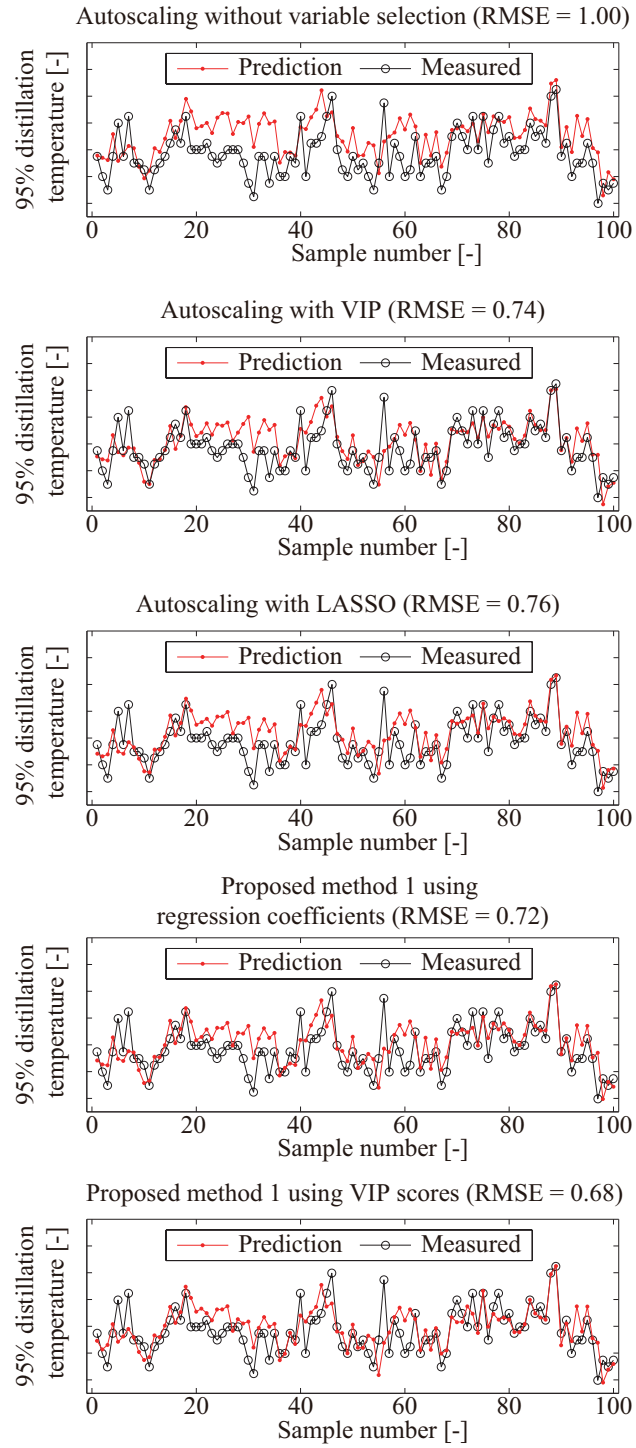 Autoscaling without variable selection (RMSE = 1.00)
95% distillation
temperature [-]
Prediction
Measured
0 20 40 60 80 100
Sample number [-]
Autoscaling with VIP (RMSE = 0.74)
95% distillation
temperature [-]
Prediction
Measured
0 20 40 60 80 100
Sample number [-]
Autoscaling with LASSO (RMSE = 0.76)
95% distillation
temperature [-]
Prediction
Measured
0 20 40 60 80 100
Sample number [-]
Proposed method 1 using
regression coefficients (RMSE = 0.72)
95% distillation
temperature [-]
Prediction
Measured
0 20 40 60 80 100
Sample number [-]
Proposed method 1 using VIP scores (RMSE = 0.68)
95% distillation
temperature [-]
Prediction
Measured
0 20 40 60 80 100
Sample number [-]